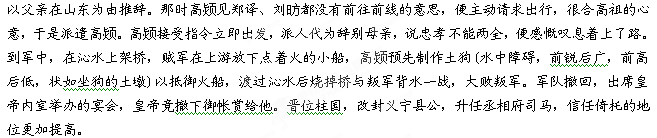 以父亲在山东为由推辞。那时高颎见郑译、刘昉都没有前往前线的意思，便主动请求出行，很合高祖的心
意，于是派遣高颎。高颎接受指令立即出发，派人代为辞别母亲，说忠孝不能两全，便感慨叹息着上了路。
到军中，在沁水上架桥，贼军在上游放下点着火的小船，高颎预先制作土狗（水中障碍，前锐后广，前高
后低，状如坐狗的土墩）以抵御火船，渡过沁水后烧掉桥与叛军背水一战，大败叛军。军队撤回，出席皇
帝内室举办的宴会，皇帝竟撤下御帐赏给他。晋位柱国，改封义宁县公，升任丞相府司马，信任倚托的地
位更加提高。